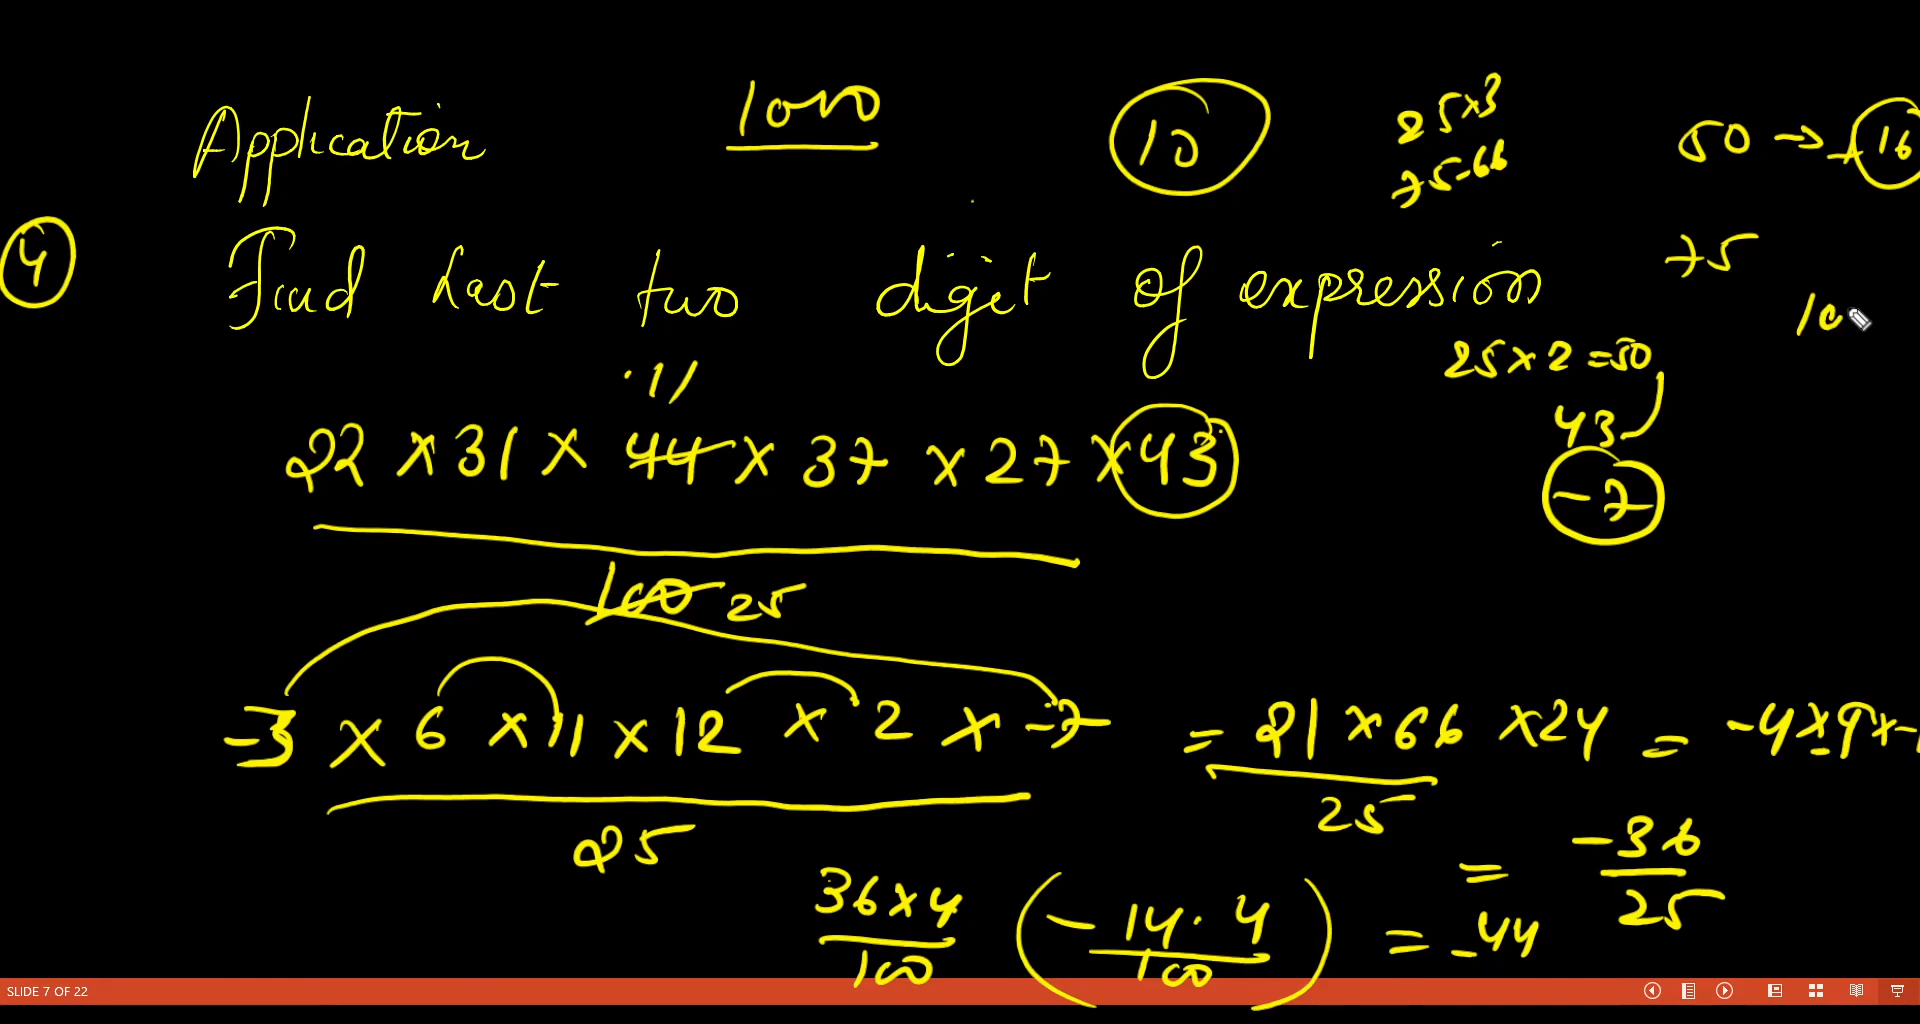 Application
1000
10
25×3
75-66
50 → 16
4
Find Last two digit of expression
75
10
25 × 2 = 50
43
-7
11
22 × 31 × 44 × 37 × 27 × 43
100 25
-3 × 6 × 11 × 12 × 2 × -7 = 21 × 66 × 24 = -4 × 9 × -1
25
25
= -36
25
36 × 4
100
( -14 · 4
100 ) = -44
SLIDE 7 OF 22